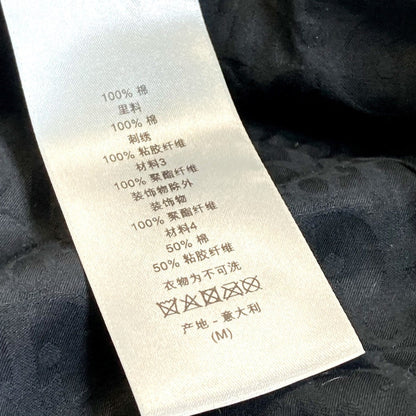 100% 棉
里料
100% 棉
刺绣
100% 粘胶纤维
材料3
100% 聚酯纤维
装饰物除外
装饰物
100% 聚酯纤维
材料4
50% 棉
50% 粘胶纤维
衣物为不可洗
产地 - 意大利
(M)